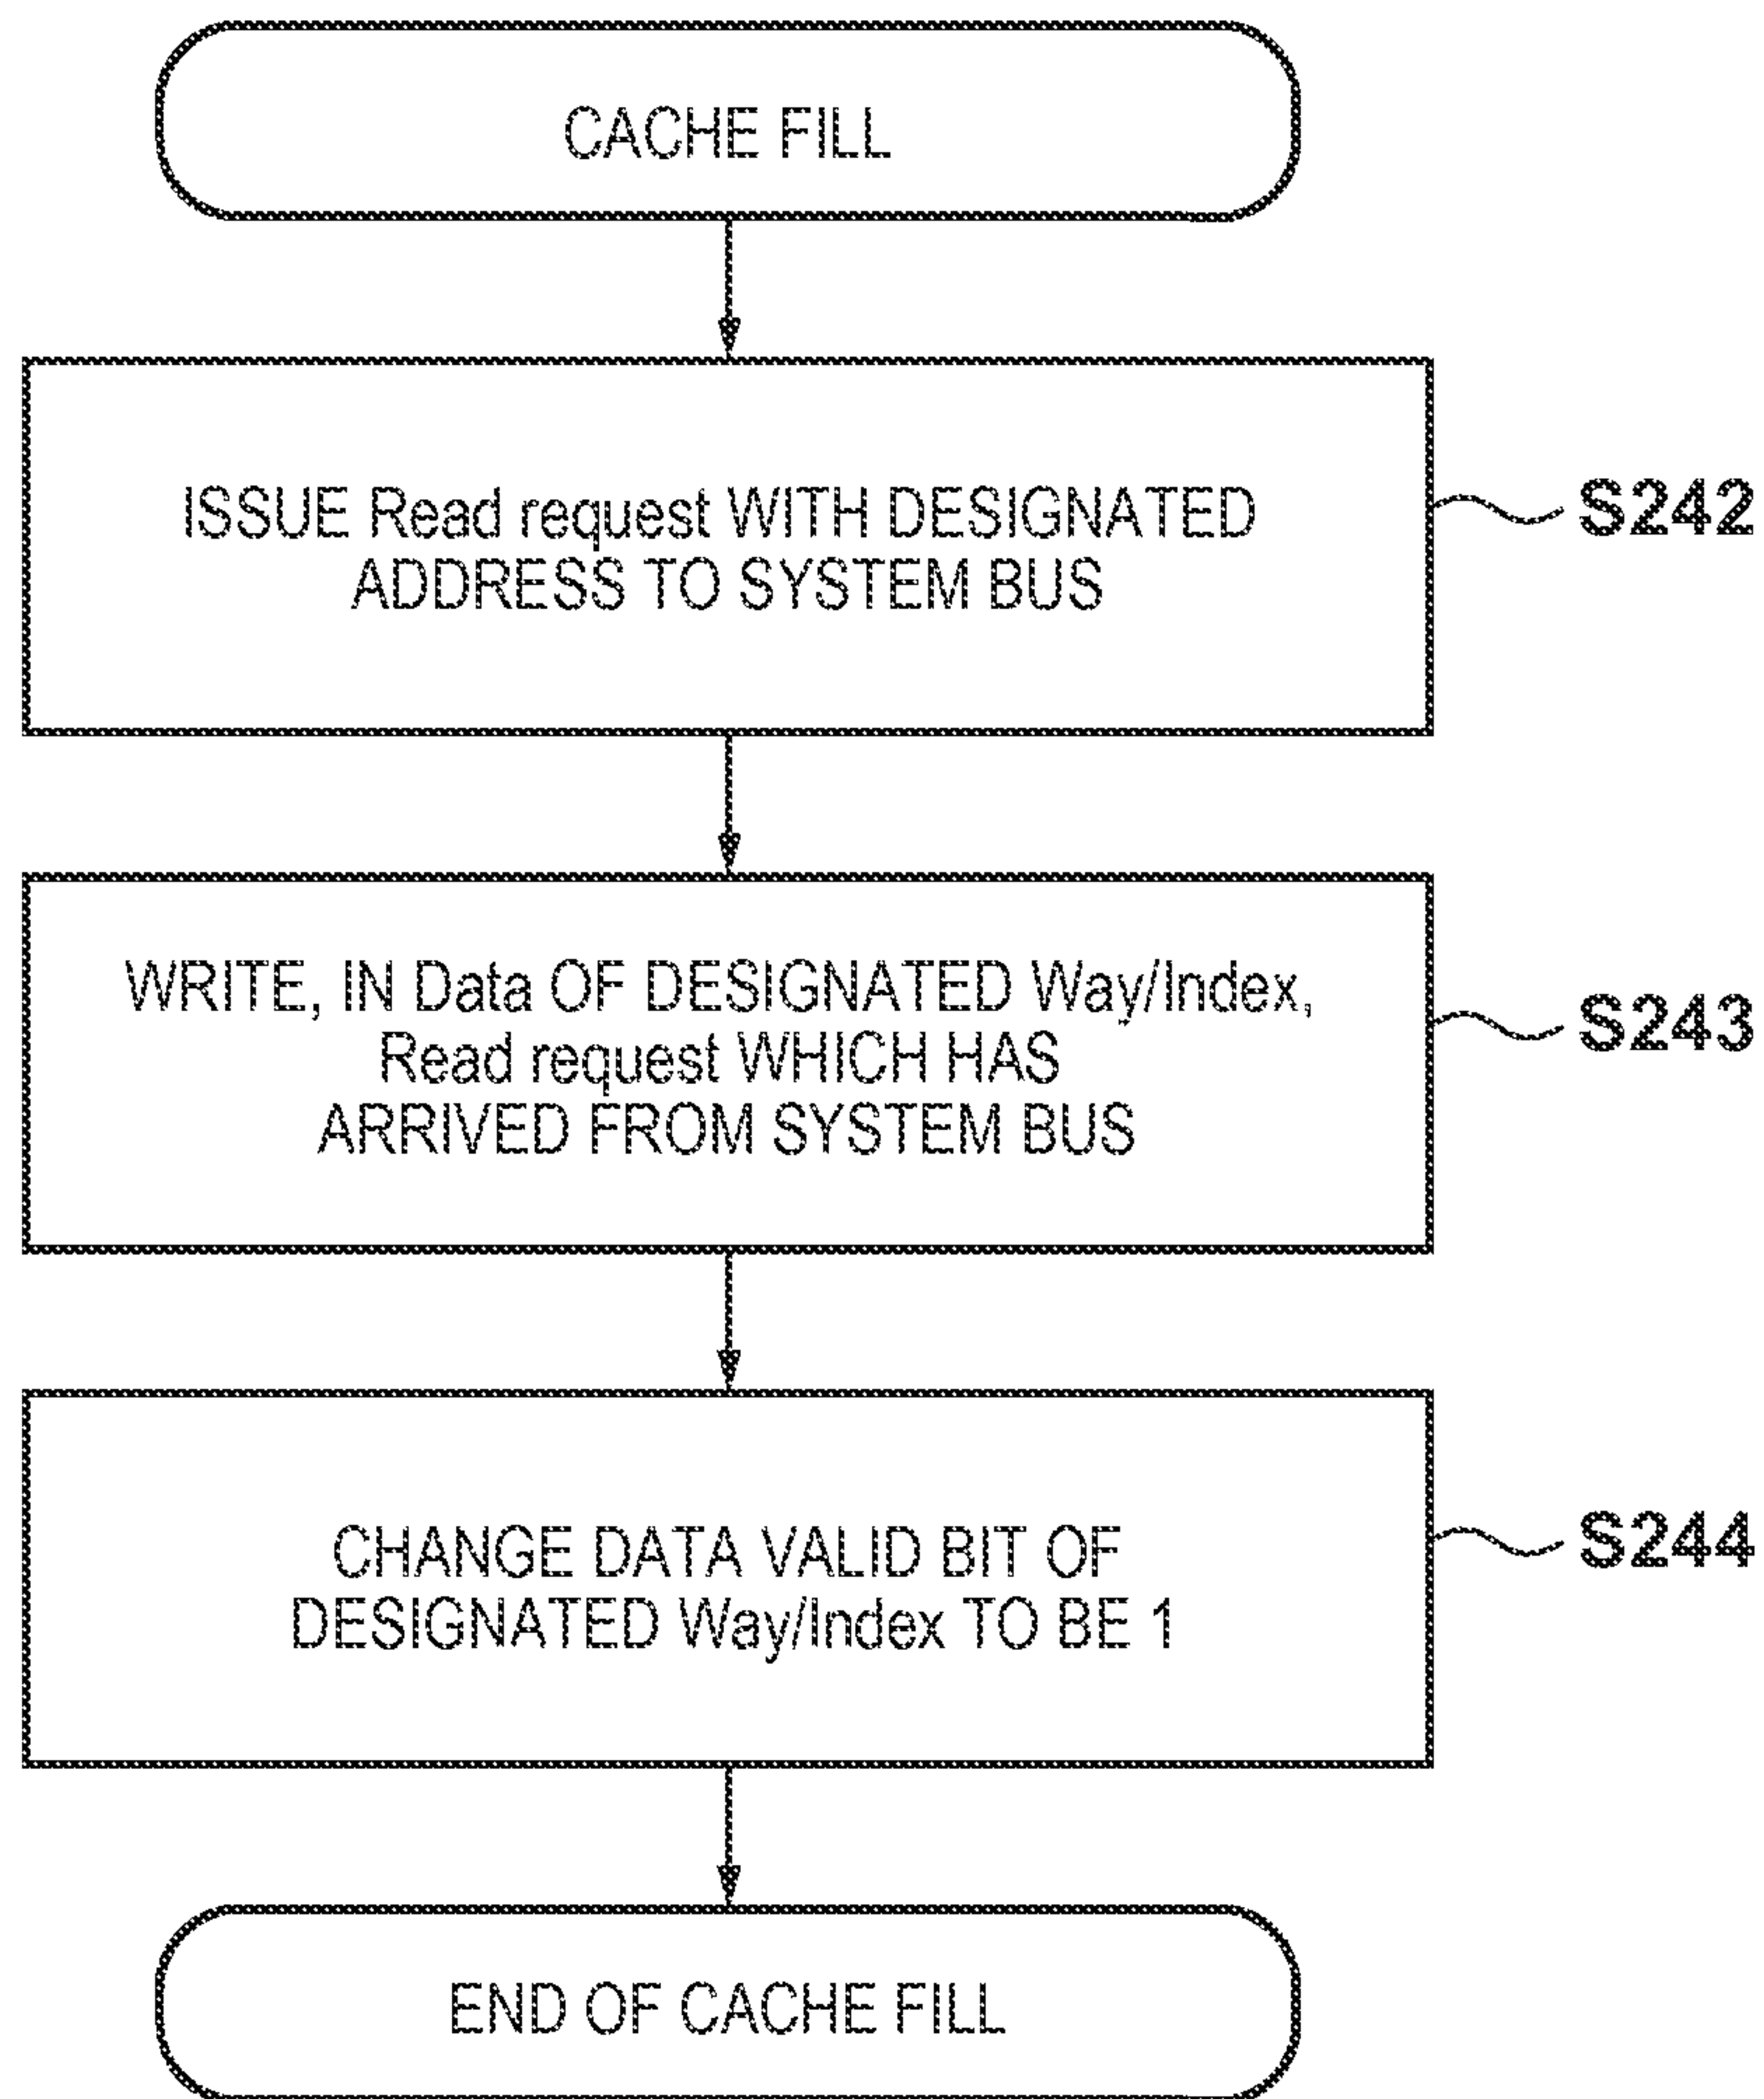 CACHE FILL
ISSUE Read request WITH DESIGNATED
ADDRESS TO SYSTEM BUS
S242
WRITE, IN Data OF DESIGNATED Way/Index,
Read request WHICH HAS
ARRIVED FROM SYSTEM BUS
S243
CHANGE DATA VALID BIT OF
DESIGNATED Way/Index TO BE 1
S244
END OF CACHE FILL